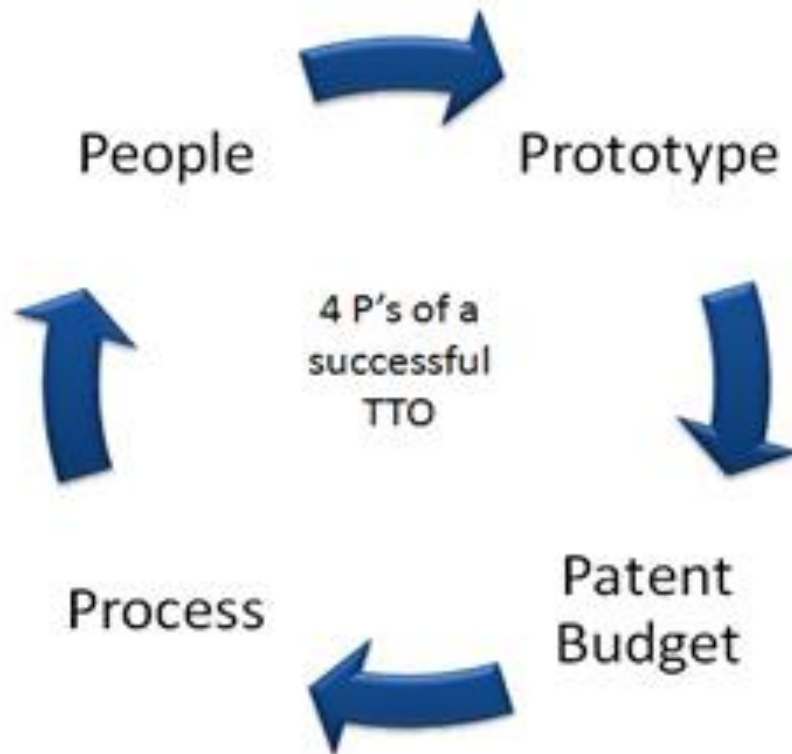 People
Prototype
4 P's of a
successful
TTO
Process
Patent
Budget